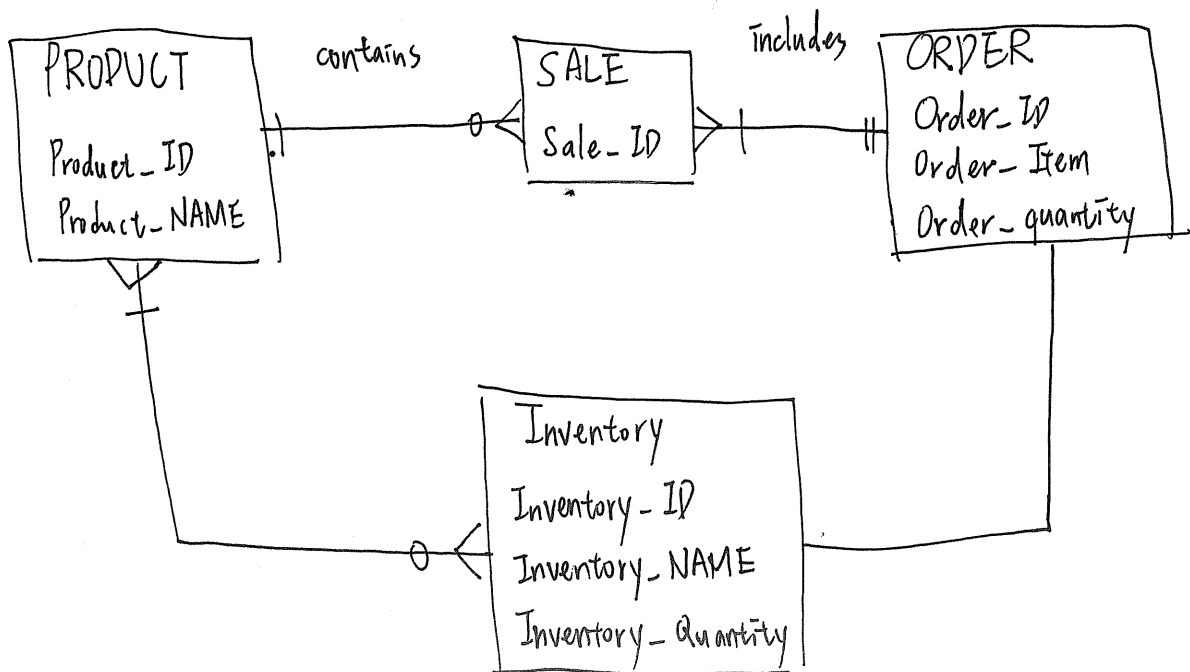 PRODUCT
Product_ID
Product_NAME
contains
SALE
Sale_ID
includes
ORDER
Order_ID
Order_Item
Order_quantity
Inventory
Inventory_ID
Inventory_NAME
Inventory_Quantity